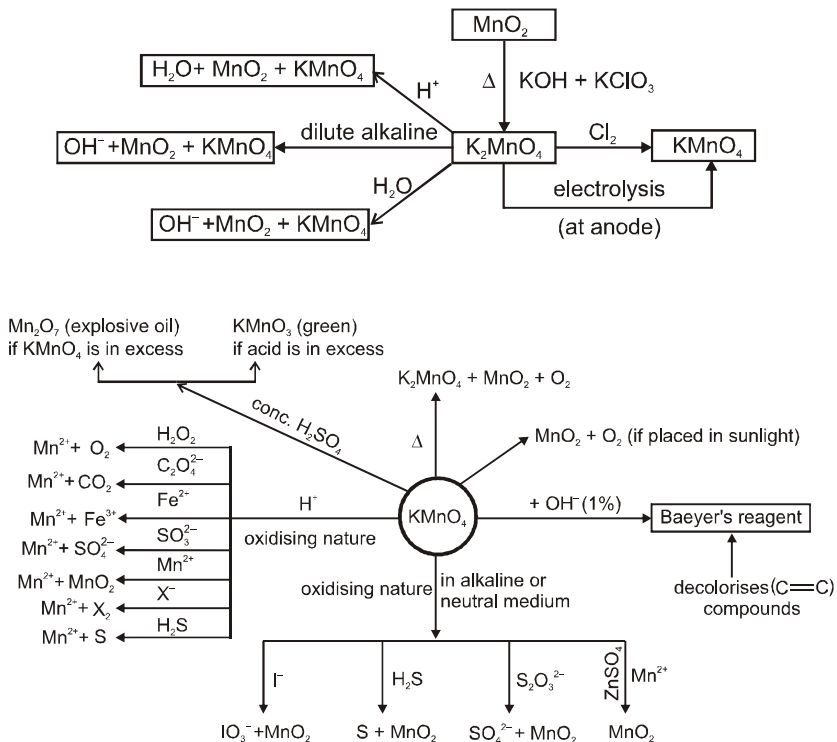 MnO₂
Δ KOH + KClO₃
H₂O+ MnO₂ + KMnO₄
H⁺
OH⁻+MnO₂ + KMnO₄
dilute alkaline
K₂MnO₄
Cl₂
KMnO₄
H₂O
OH⁻+MnO₂ + KMnO₄
electrolysis
(at anode)
Mn₂O₇ (explosive oil)
if KMnO₄ is in excess
KMnO₃ (green)
if acid is in excess
conc. H₂SO₄
K₂MnO₄ + MnO₂ + O₂
Δ
MnO₂ + O₂ (if placed in sunlight)
Mn²⁺+ O₂
H₂O₂
Mn²⁺+ CO₂
C₂O₄²⁻
Mn²⁺+ Fe³⁺
Fe²⁺
Mn²⁺+ SO₄²⁻
SO₃²⁻
Mn²⁺+ MnO₂
Mn²⁺
Mn²⁺+ X₂
X⁻
Mn²⁺+ S
H₂S
H⁺
oxidising nature
KMnO₄
+ OH⁻(1%)
Baeyer's reagent
decolorises (C=C)
compounds
oxidising nature
in alkaline or
neutral medium
I⁻
H₂S
S₂O₃²⁻
ZnSO₄
Mn²⁺
IO₃⁻+MnO₂
S + MnO₂
SO₄²⁻ + MnO₂
MnO₂